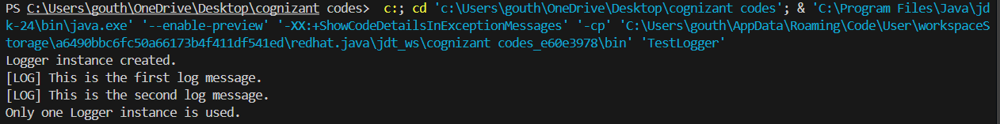 PS C:\Users\gouth\OneDrive\Desktop\cognizant codes>  c:; cd 'c:\Users\gouth\OneDrive\Desktop\cognizant codes'; & 'C:\Program Files\Java\jd
k-24\bin\java.exe' '--enable-preview' '-XX:+ShowCodeDetailsInExceptionMessages' '-cp' 'C:\Users\gouth\AppData\Roaming\Code\User\workspaceS
torage\a6490bbc6fc50a66173b4f411df541ed\redhat.java\jdt_ws\cognizant codes_e60e3978\bin' 'TestLogger'
Logger instance created.
[LOG] This is the first log message.
[LOG] This is the second log message.
Only one Logger instance is used.